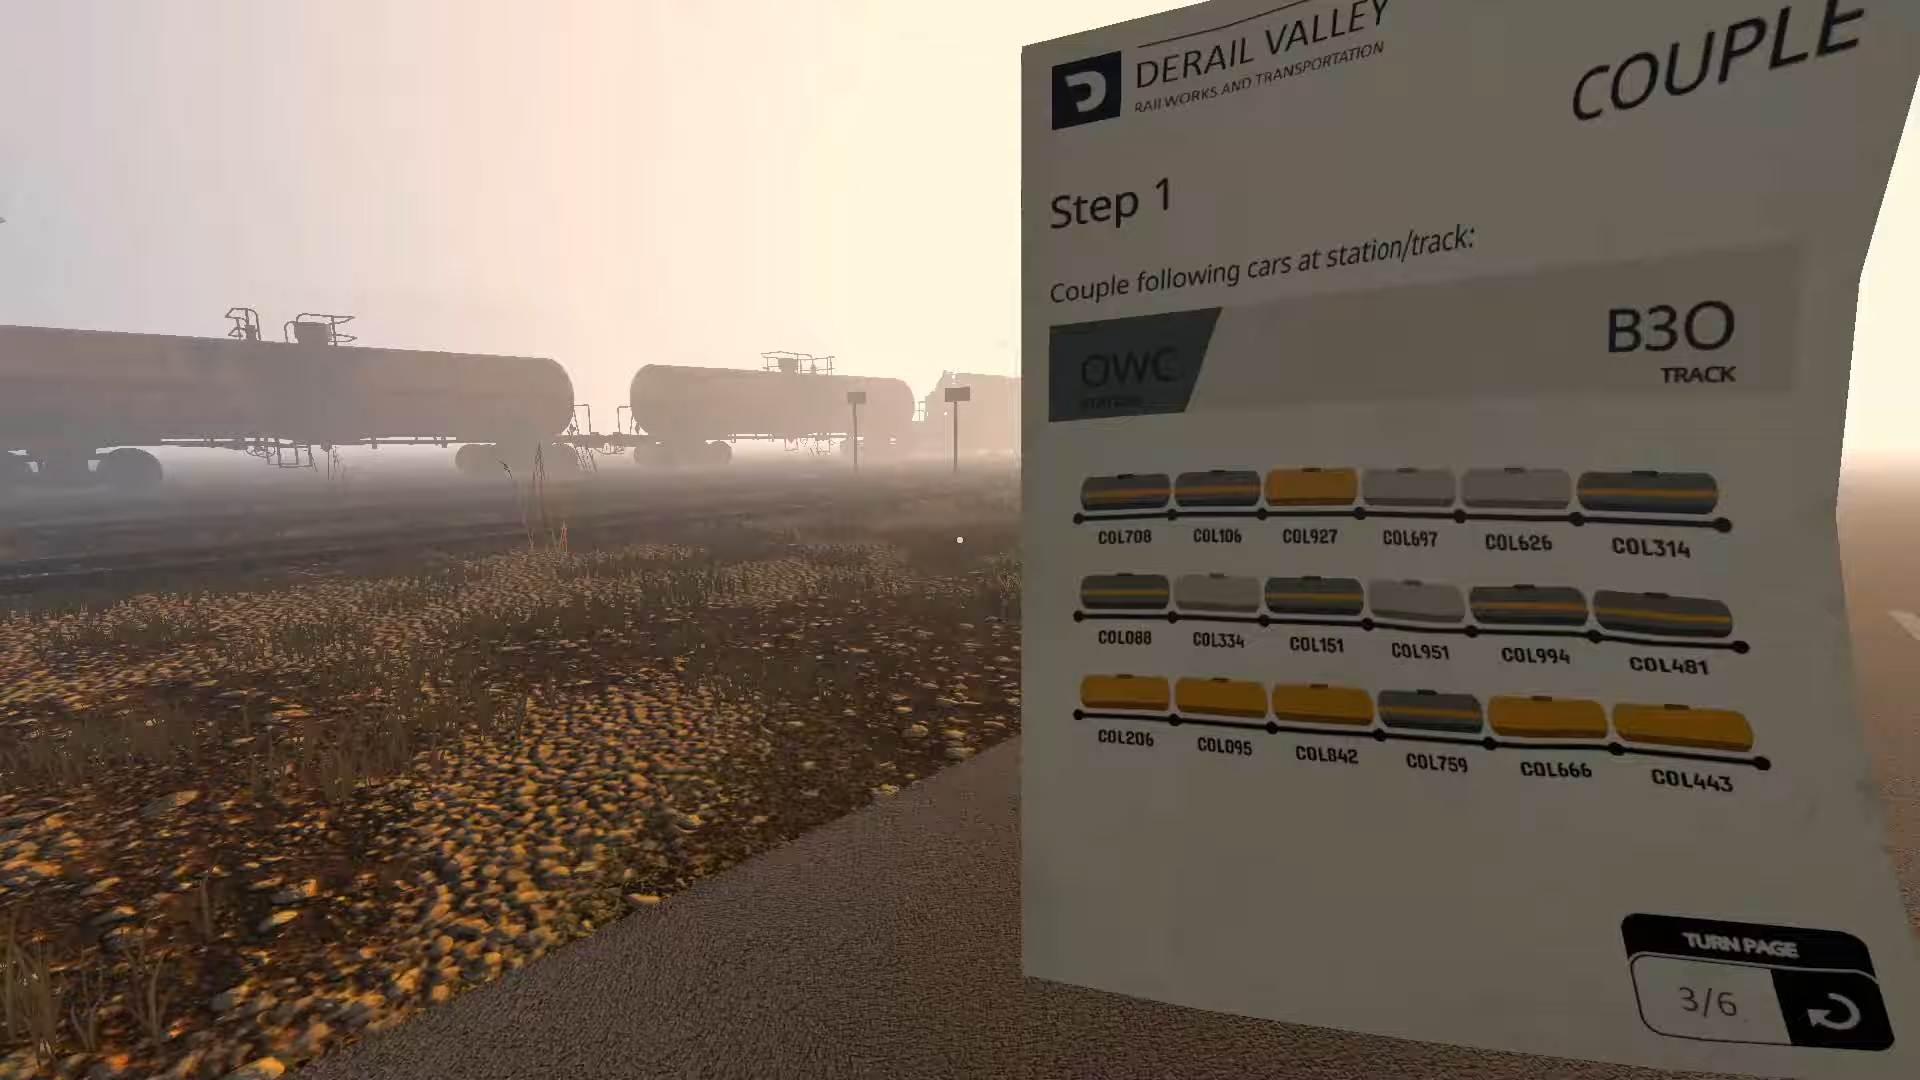 DERAIL VALLEY
RAILWORKS AND TRANSPORTATION
COUPLE
Step 1
Couple following cars at station/track:
OWC
B3O
STATION
TRACK
COL708 COL106 COL927 COL697 COL626 COL314
COL088 COL334 COL151 COL951 COL994 COL481
COL206 COL095 COL842 COL759 COL666 COL443
TURN PAGE
3/6